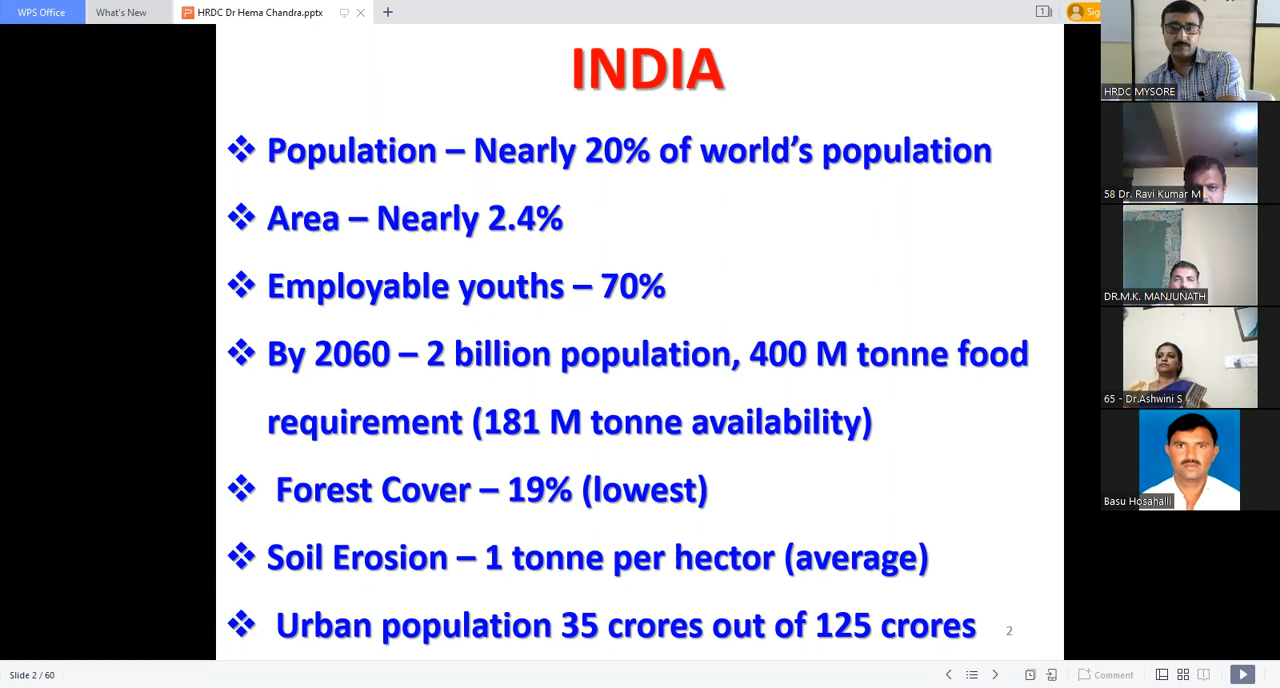 WPS Office What's New HRDC Dr Hema Chandra.pptx 1 Sig
INDIA
Population – Nearly 20% of world's population
Area – Nearly 2.4%
Employable youths – 70%
By 2060 – 2 billion population, 400 M tonne food
requirement (181 M tonne availability)
Forest Cover – 19% (lowest)
Soil Erosion – 1 tonne per hector (average)
Urban population 35 crores out of 125 crores
2
HRDC MYSORE
58 Dr. Ravi Kumar M
DR.M.K. MANJUNATH
65 - Dr.Ashwini S
Basu Hosahalli
Slide 2 / 60 Comment